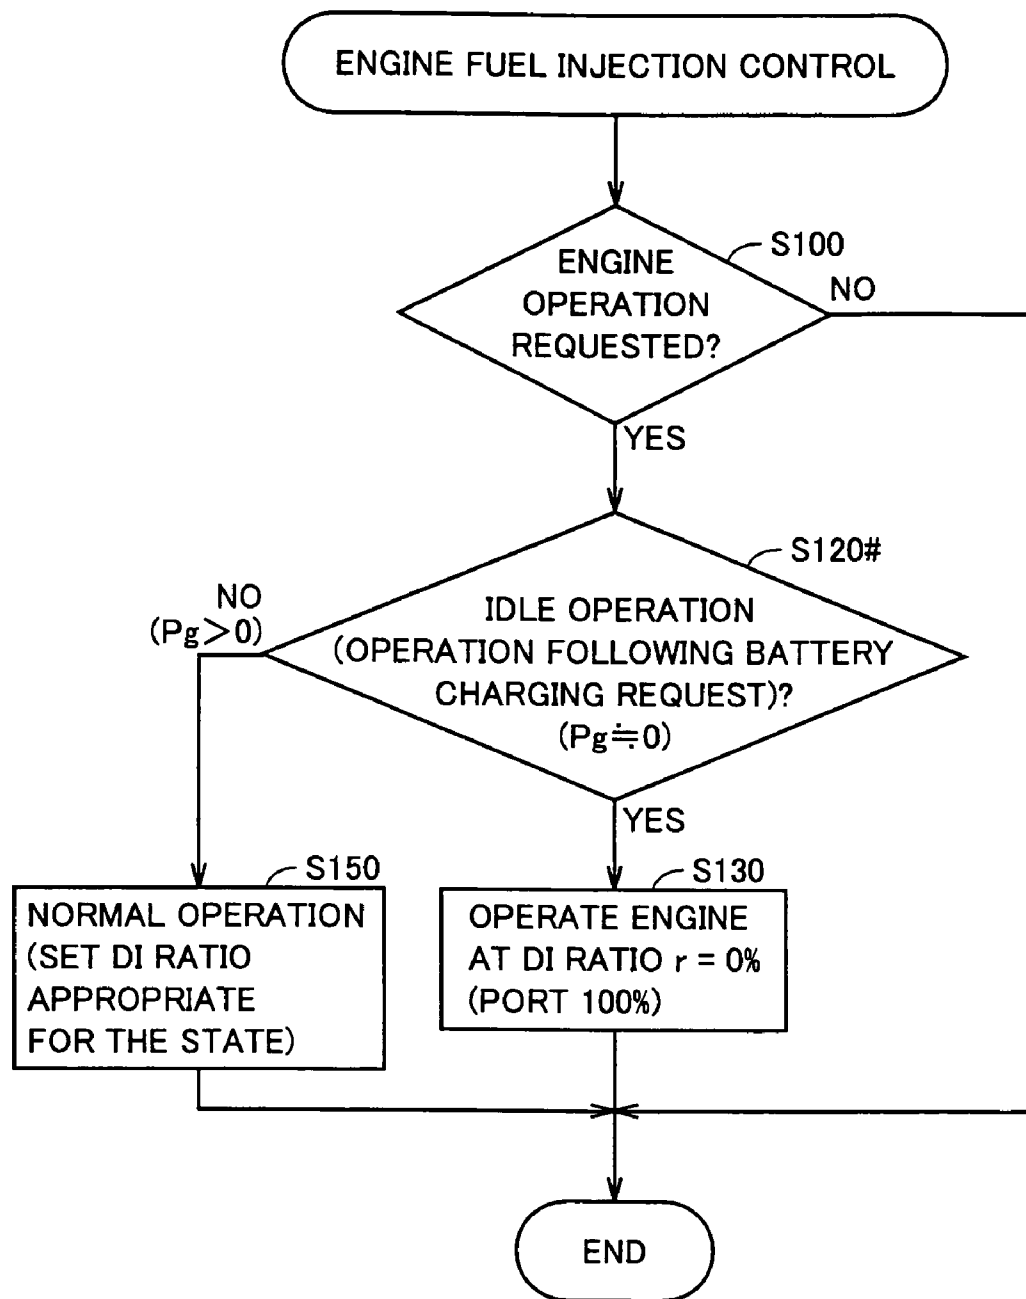 ENGINE FUEL INJECTION CONTROL
S100
ENGINE
OPERATION
REQUESTED?
NO
YES
S120#
NO
(Pg>0)
IDLE OPERATION
(OPERATION FOLLOWING BATTERY
CHARGING REQUEST)?
(Pg≒0)
YES
S150
NORMAL OPERATION
(SET DI RATIO
APPROPRIATE
FOR THE STATE)
S130
OPERATE ENGINE
AT DI RATIO r = 0%
(PORT 100%)
END